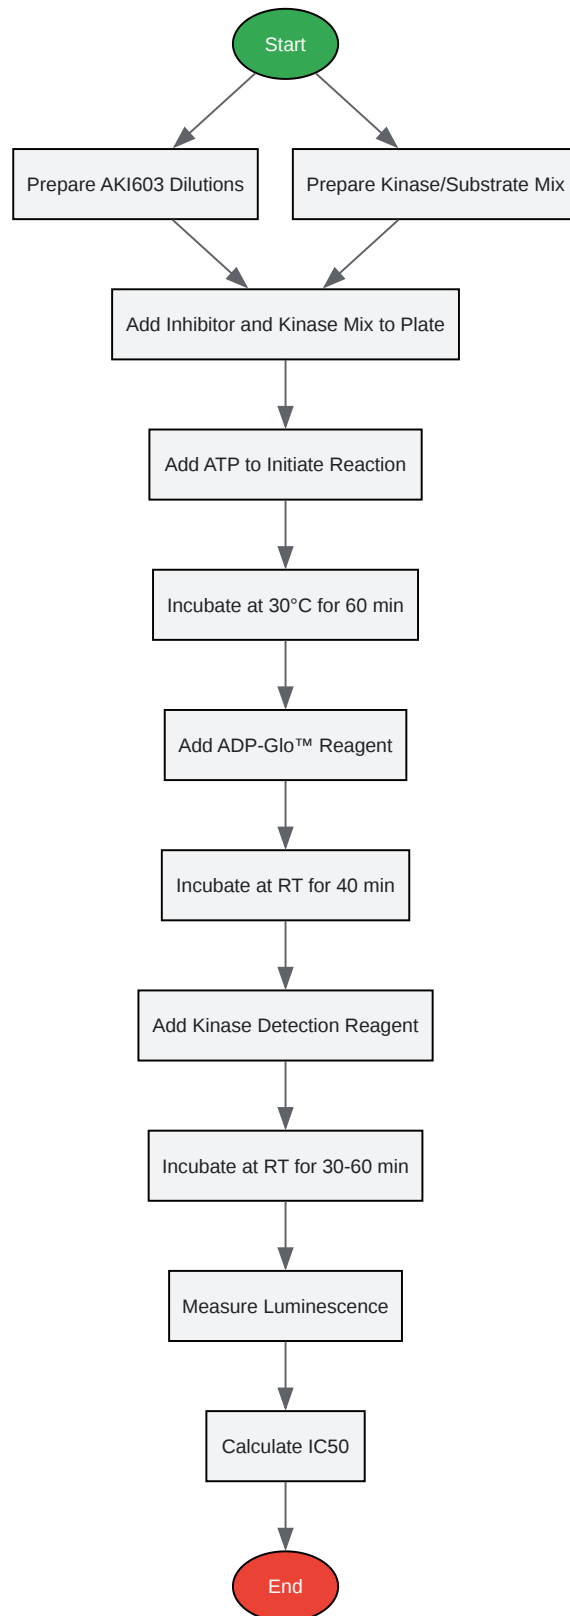 Start
Prepare AKI603 Dilutions
Prepare Kinase/Substrate Mix
Add Inhibitor and Kinase Mix to Plate
Add ATP to Initiate Reaction
Incubate at 30°C for 60 min
Add ADP-Glo™ Reagent
Incubate at RT for 40 min
Add Kinase Detection Reagent
Incubate at RT for 30-60 min
Measure Luminescence
Calculate IC50
End